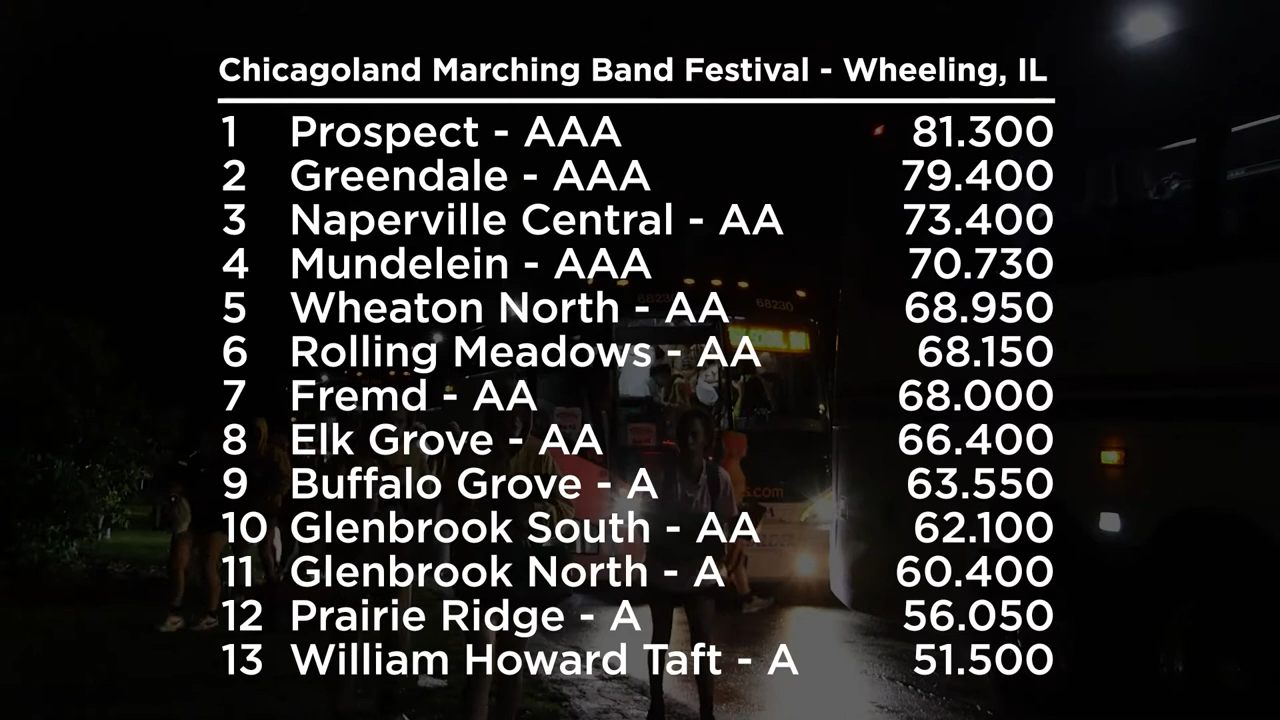 Chicagoland Marching Band Festival - Wheeling, IL
1 Prospect - AAA 81.300
2 Greendale - AAA 79.400
3 Naperville Central - AA 73.400
4 Mundelein - AAA 70.730
5 Wheaton North - AA 68.950
6 Rolling Meadows - AA 68.150
7 Fremd - AA 68.000
8 Elk Grove - AA 66.400
9 Buffalo Grove - A 63.550
10 Glenbrook South - AA 62.100
11 Glenbrook North - A 60.400
12 Prairie Ridge - A 56.050
13 William Howard Taft - A 51.500
68230
s.com